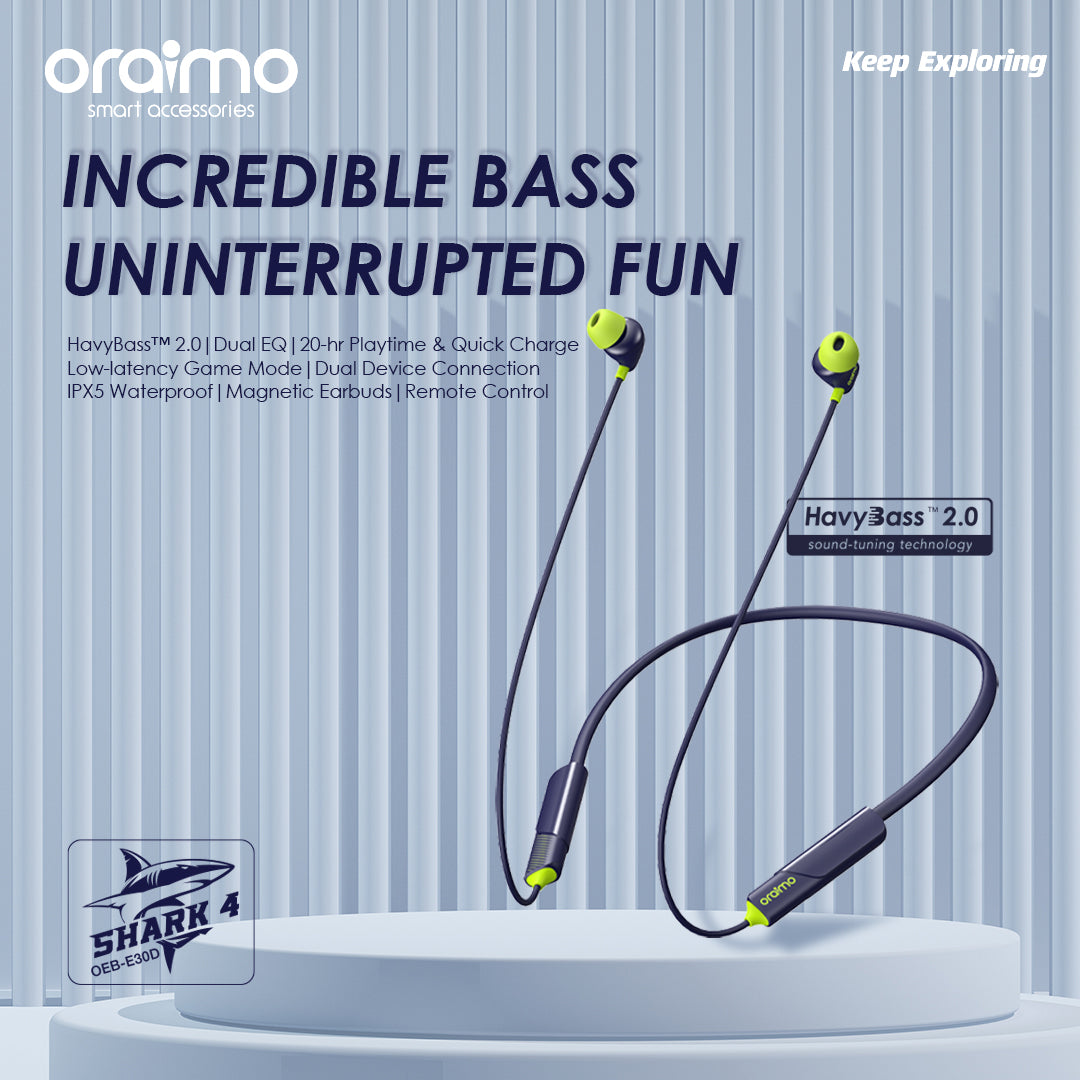 oraimo
smart accessories
Keep Exploring
INCREDIBLE BASS
UNINTERRUPTED FUN
HavyBass™ 2.0|Dual EQ|20-hr Playtime & Quick Charge
Low-latency Game Mode|Dual Device Connection
IPX5 Waterproof|Magnetic Earbuds|Remote Control
HavyBass™ 2.0
sound-tuning technology
oraimo
SHARK 4
OEB-E30D